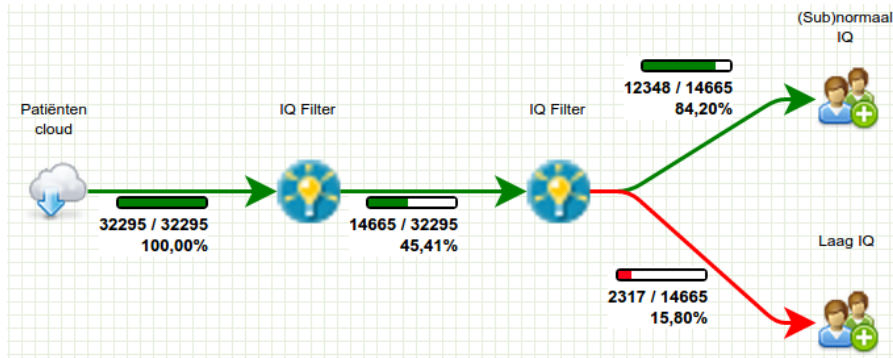 (Sub)normaal
IQ
12348 / 14665
84,20%
Patiënten
cloud
IQ Filter
IQ Filter
32295 / 32295
100,00%
14665 / 32295
45,41%
Laag IQ
2317 / 14665
15,80%